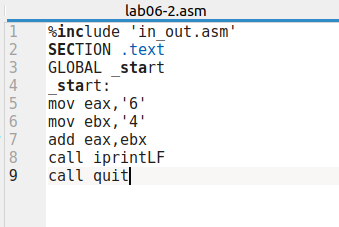 lab06-2.asm
1 %include 'in_out.asm'
2 SECTION .text
3 GLOBAL _start
4 _start:
5 mov eax,'6'
6 mov ebx,'4'
7 add eax,ebx
8 call iprintLF
9 call quit